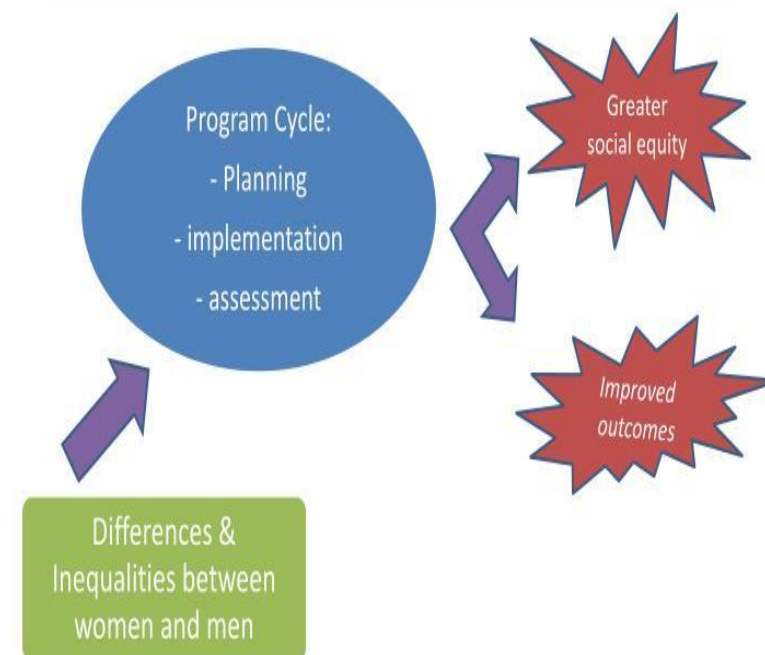 Program Cycle:
- Planning
- implementation
- assessment
Greater
social equity
Improved
outcomes
Differences &
Inequalities between
women and men